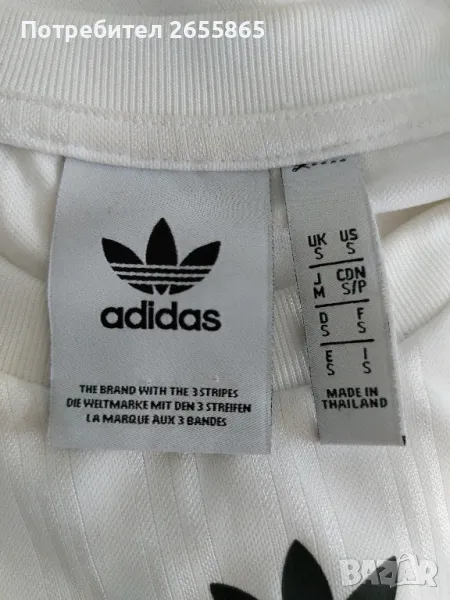 Потребител 2655865
adidas
THE BRAND WITH THE 3 STRIPES
DIE WELTMARKE MIT DEN 3 STREIFEN
LA MARQUE AUX 3 BANDES
UK US
S S
J CDN
M S/P
D F
S S
E I
S S
MADE IN
THAILAND
BAZAR